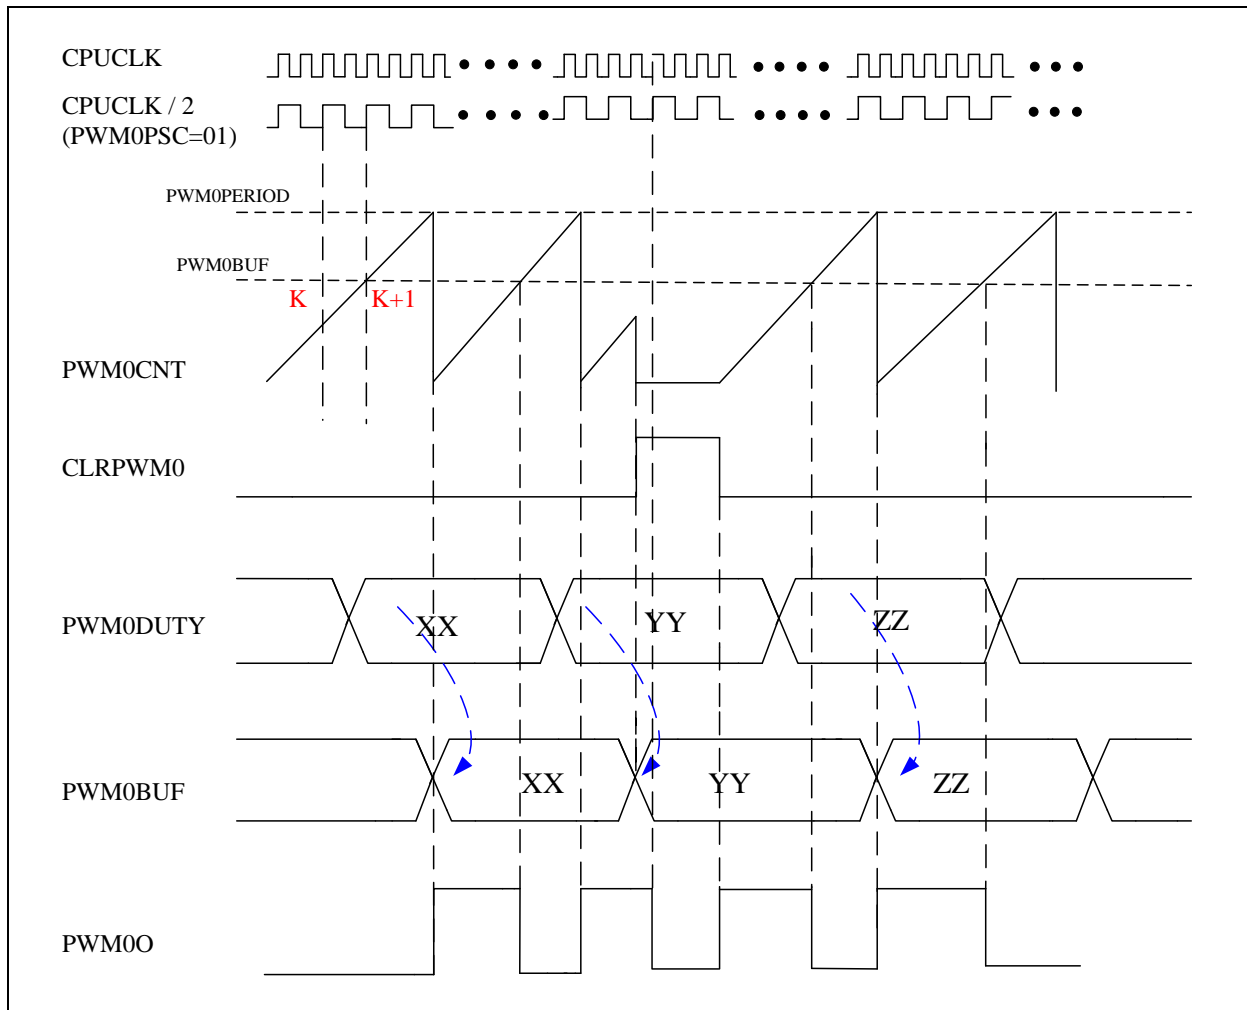 CPUCLK
CPUCLK / 2
(PWM0PSC=01)
PWM0PERIOD
PWM0BUF
K
K+1
PWM0CNT
CLRPWM0
PWM0DUTY
XX
YY
ZZ
PWM0BUF
XX
YY
ZZ
PWM0O